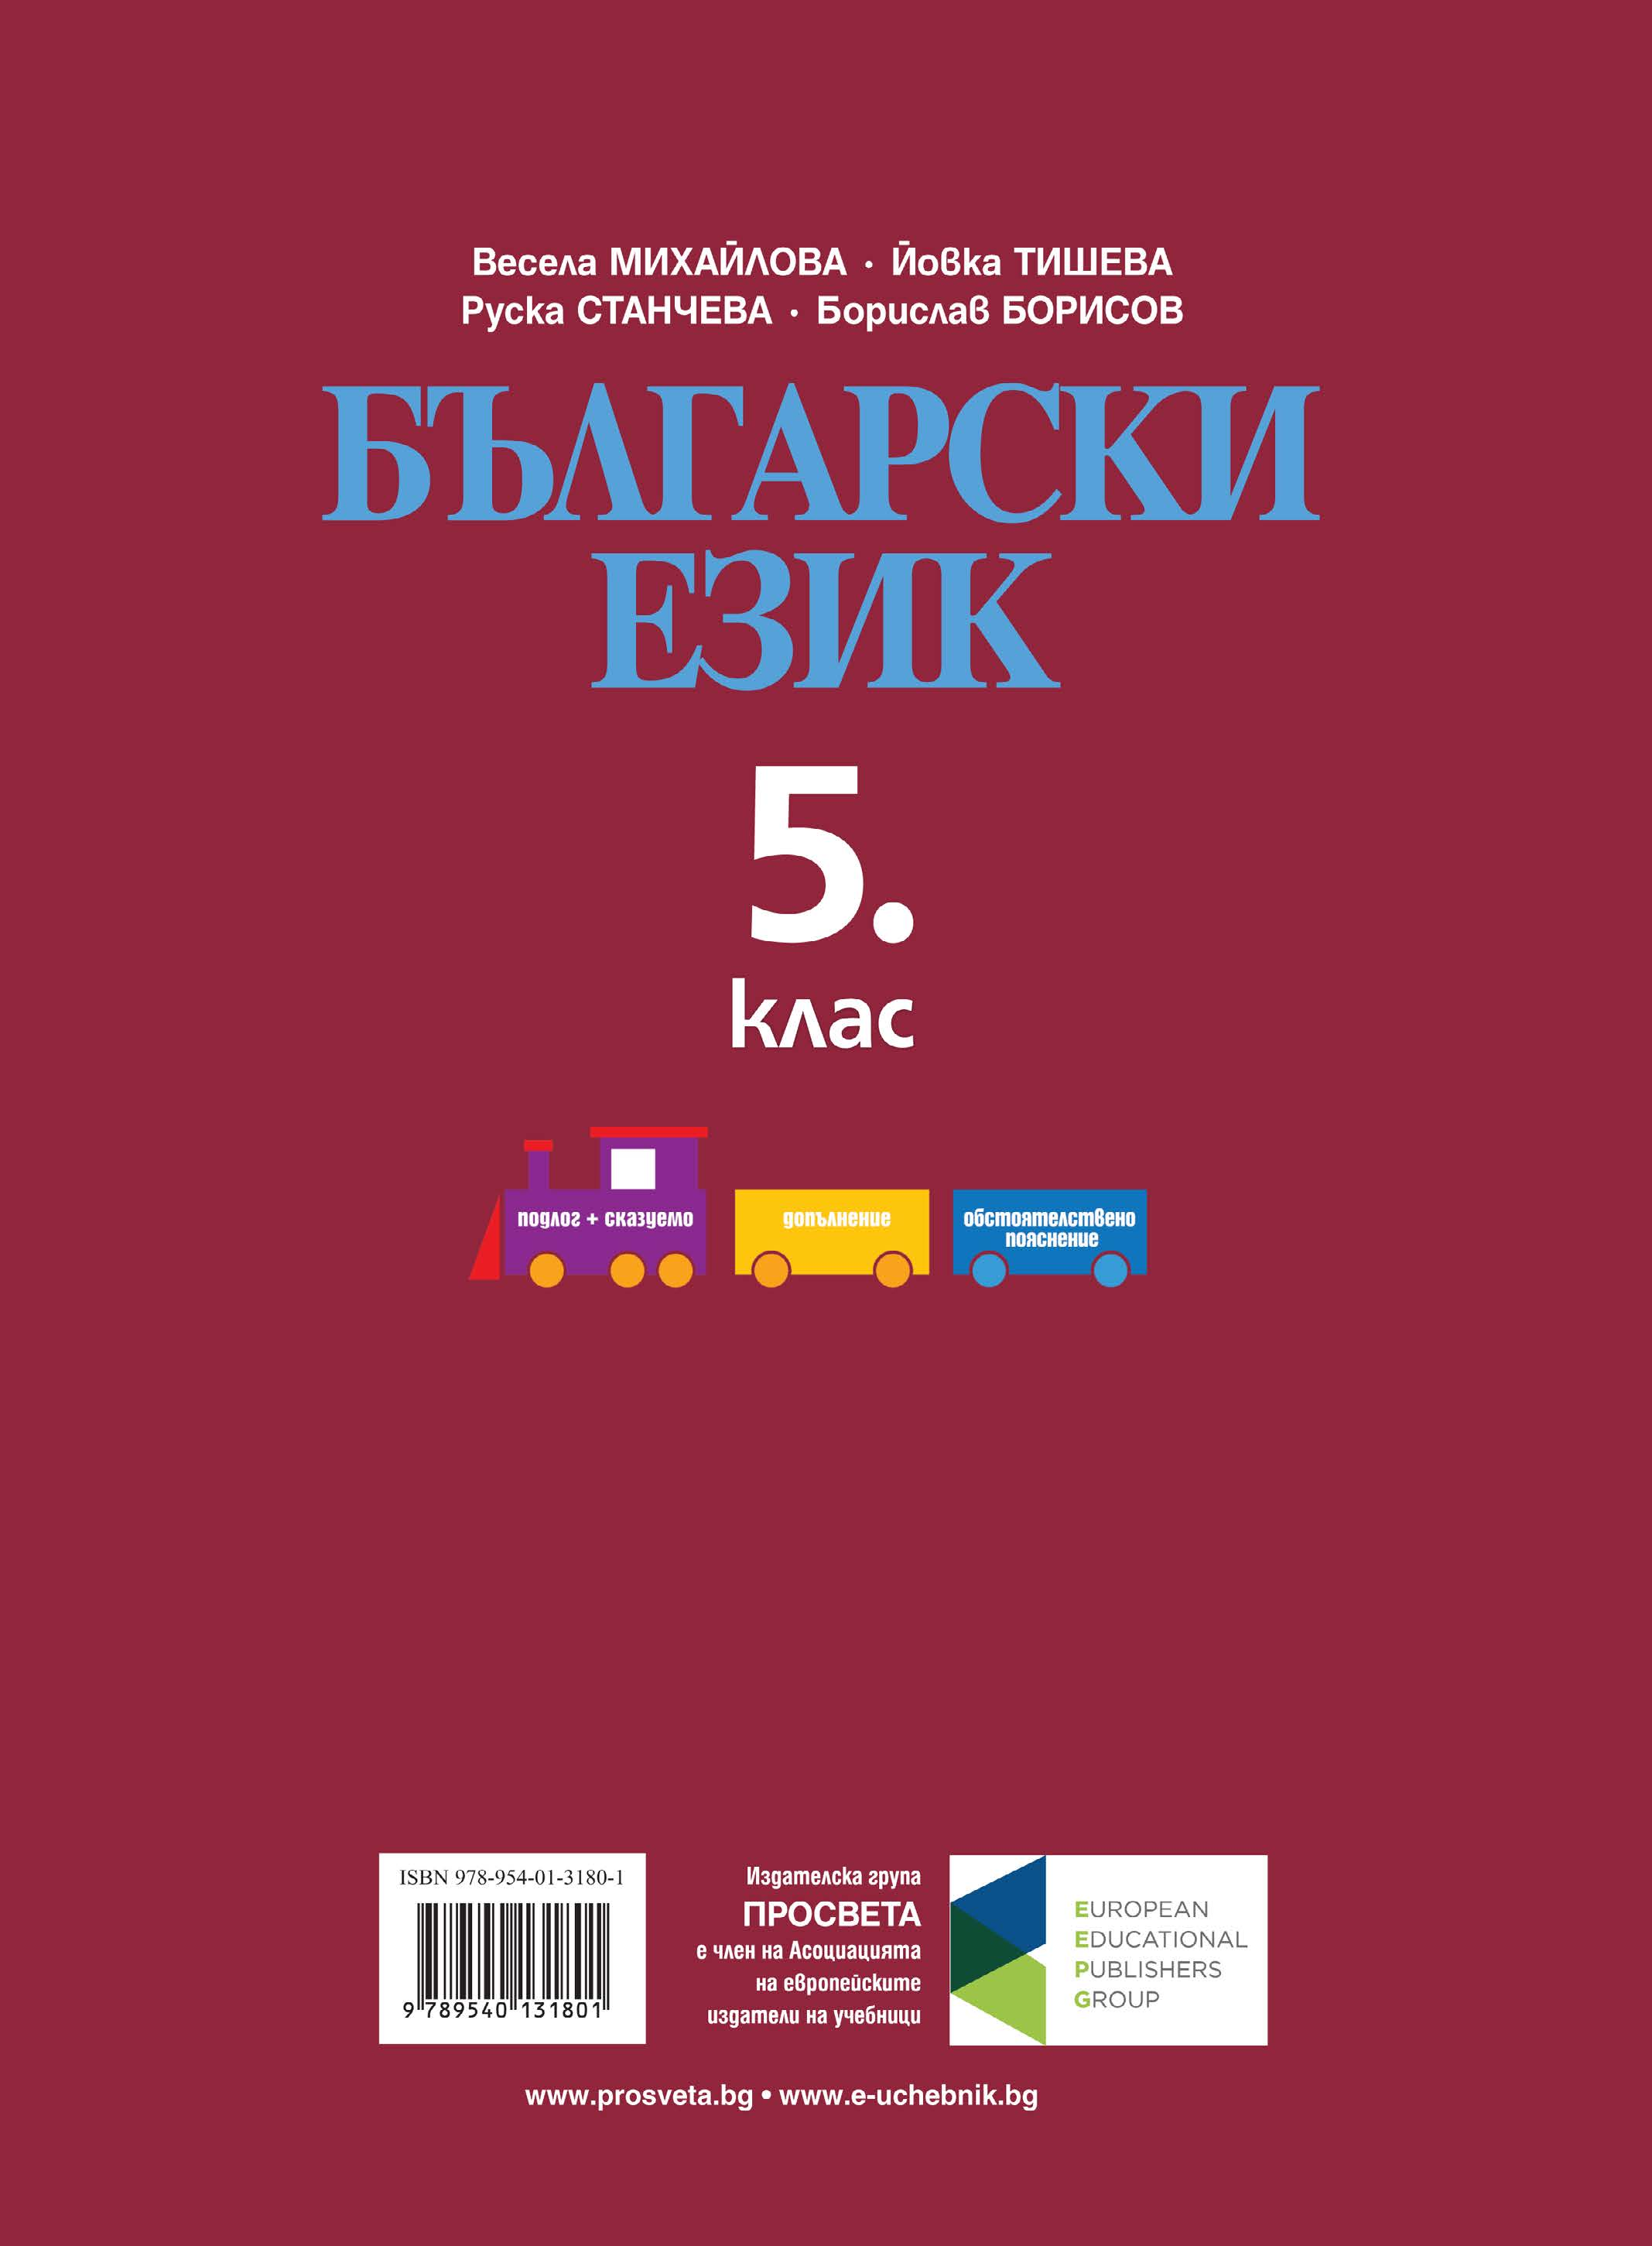 Весела МИХАЙЛОВА • Йовка ТИШЕВА
Руска СТАНЧЕВА • Борислав БОРИСОВ
БЪЛГАРСКИ
ЕЗИК
5.
клас
подлог + сказуемо
допълнение
обстоятелствено
пояснение
ISBN 978-954-01-3180-1
9 789540 131801
Издателска група
ПРОСВЕТА
е член на Асоциацията
на европейските
издатели на учебници
EUROPEAN
EDUCATIONAL
PUBLISHERS
GROUP
www.prosveta.bg • www.e-uchebnik.bg